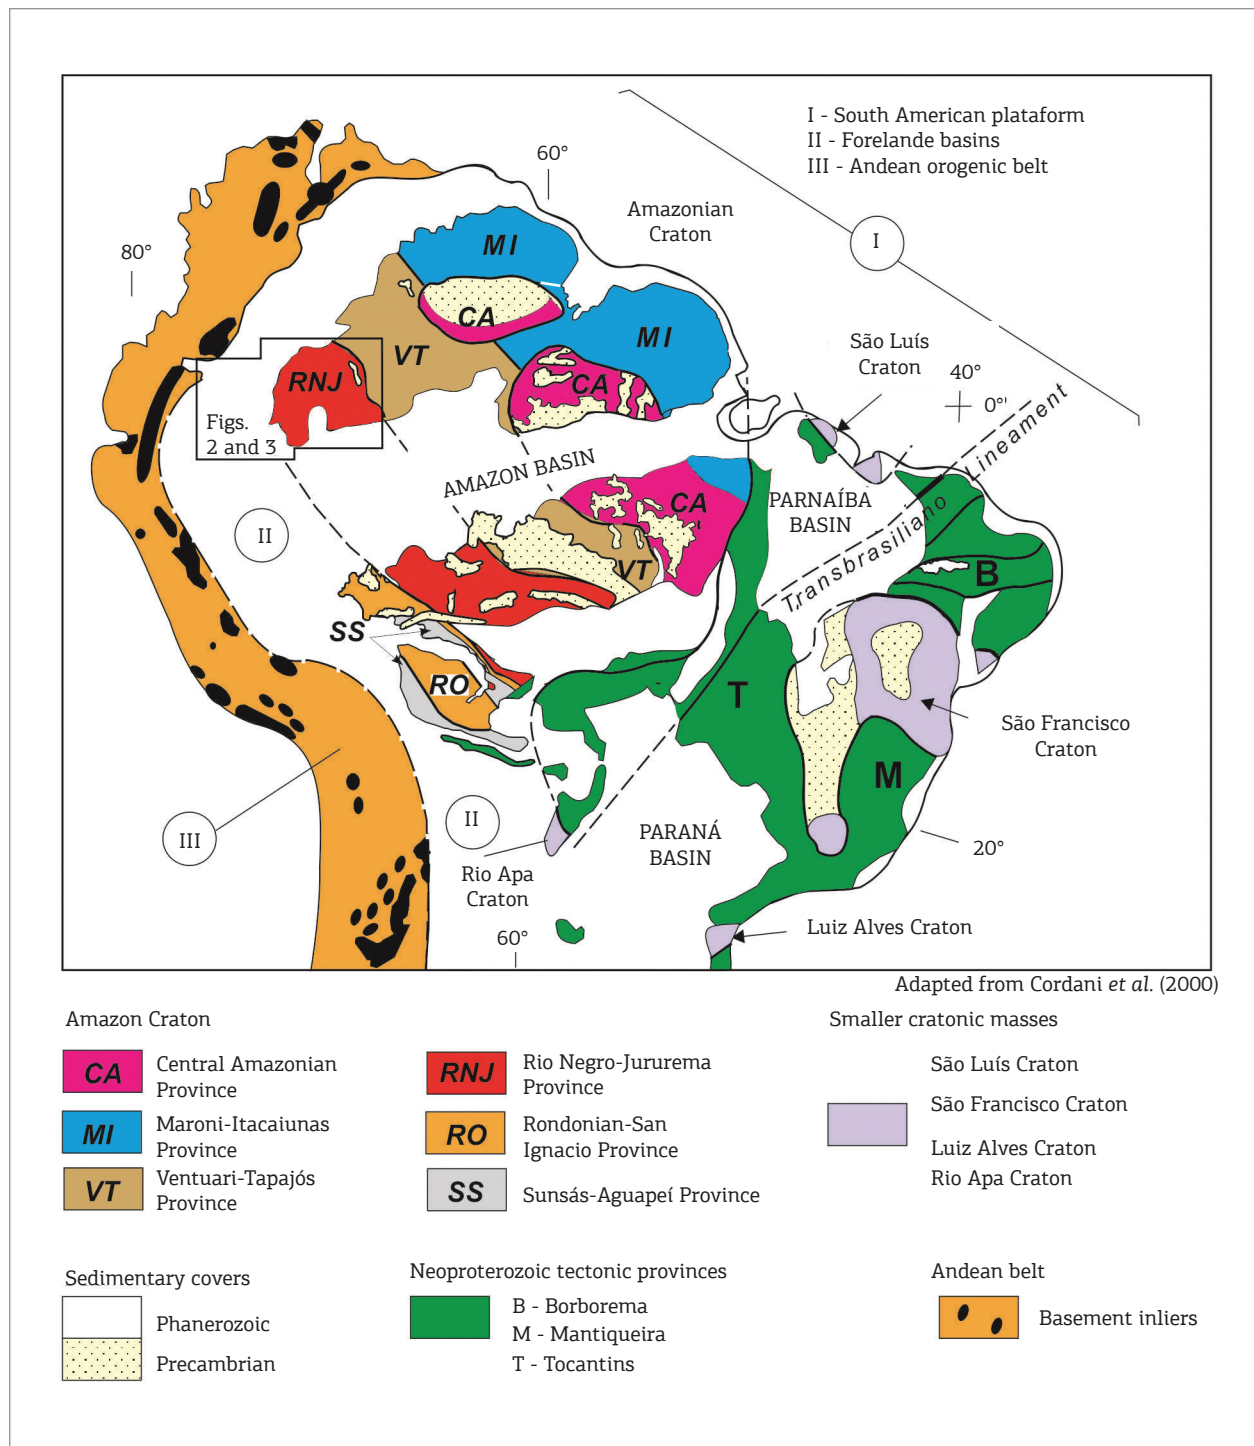 I - South American plataform
II - Forelande basins
III - Andean orogenic belt
60°
Amazonian
Craton
I
80°
MI
CA
MI
VT
São Luís
Craton
RNJ
CA
40°
0°
Figs.
2 and 3
Transbrasiliano Lineament
AMAZON BASIN
CA
PARNAÍBA
BASIN
II
VT
B
SS
RO
T
São Francisco
Craton
M
III
II
PARANÁ
BASIN
20°
Rio Apa
Craton
Luiz Alves Craton
60°
Adapted from Cordani et al. (2000)
Amazon Craton
CA
Central Amazonian
Province
MI
Maroni-Itacaiunas
Province
VT
Ventuari-Tapajós
Province
RNJ
Rio Negro-Jururema
Province
RO
Rondonian-San
Ignacio Province
SS
Sunsás-Aguapeí Province
Smaller cratonic masses
São Luís Craton
São Francisco Craton
Luiz Alves Craton
Rio Apa Craton
Sedimentary covers
Phanerozoic
Precambrian
Neoproterozoic tectonic provinces
B - Borborema
M - Mantiqueira
T - Tocantins
Andean belt
Basement inliers